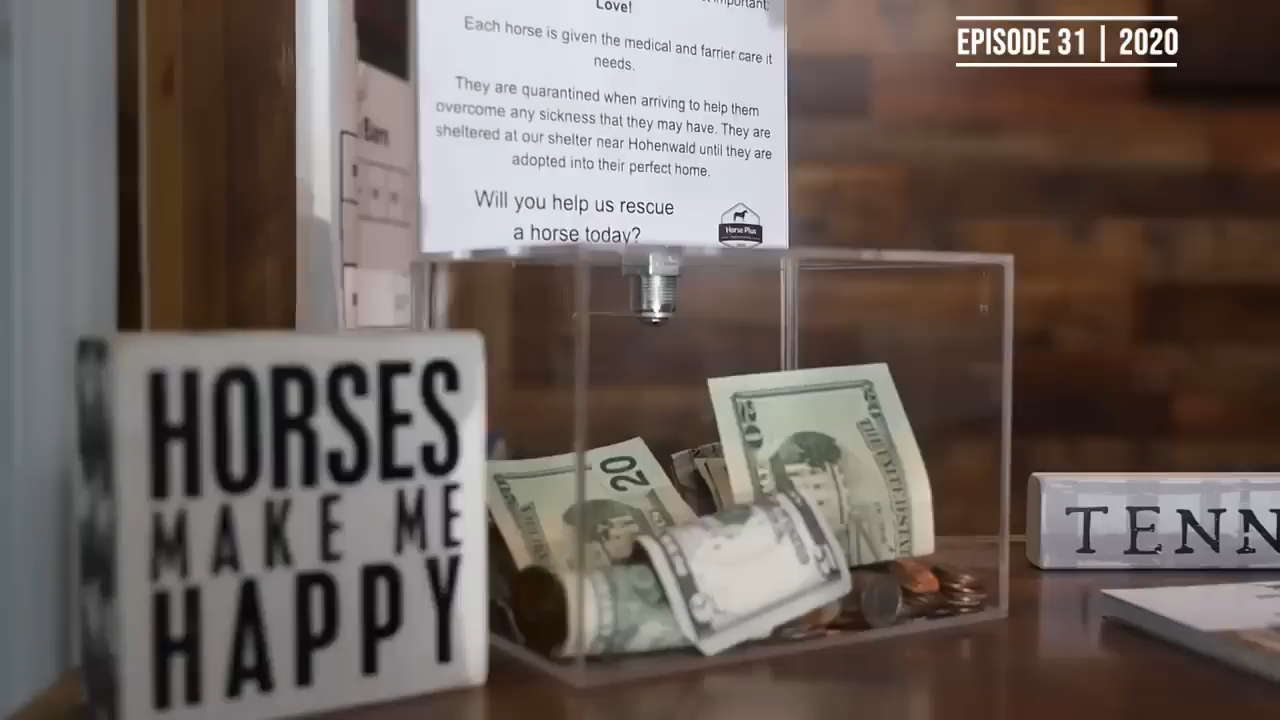 important:
Love!
EPISODE 31 | 2020
Each horse is given the medical and farrier care it
needs.
They are quarantined when arriving to help them
overcome any sickness that they may have. They are
sheltered at our shelter near Hohenwald until they are
adopted into their perfect home.
Will you help us rescue
a horse today?
Horse Plus
Barn
HORSES
MAKE ME
HAPPY
20
20
TENN